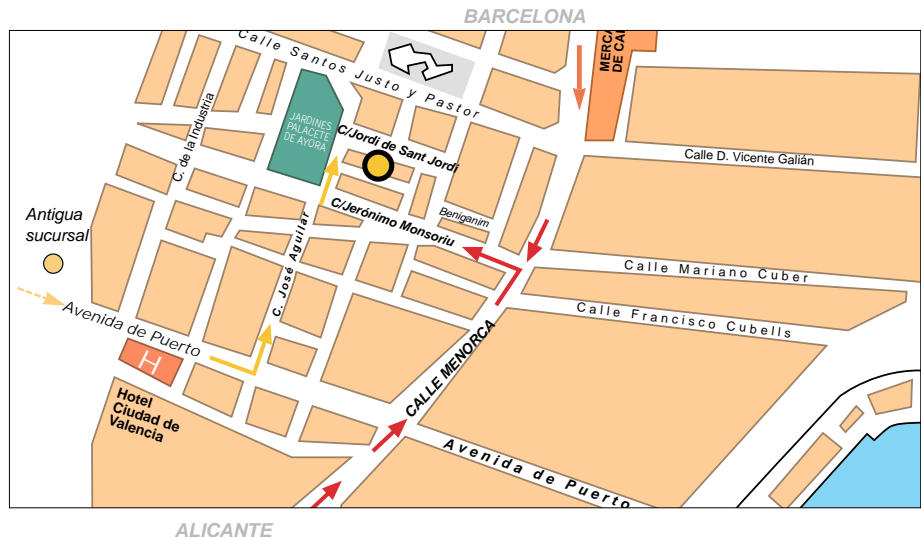 BARCELONA
MERCA
DE CA
Calle Santos Justo y Pastor
JARDINES
PALACETE
DE AYORA
C/Jordi de Sant Jordi
C. de la Industria
Calle D. Vicente Galián
Antigua
sucursal
C/Jerónimo Monsoriu
Beniganim
C. José Aguilar
Calle Mariano Cuber
Calle Francisco Cubells
Avenida de Puerto
CALLE MENORCA
H
Hotel
Ciudad de
Valencia
Avenida de Puerto
ALICANTE